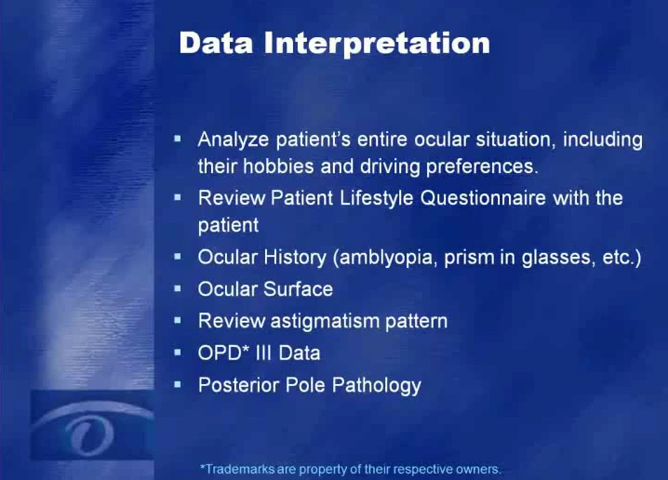 Data Interpretation
Analyze patient's entire ocular situation, including
their hobbies and driving preferences.
Review Patient Lifestyle Questionnaire with the
patient
Ocular History (amblyopia, prism in glasses, etc.)
Ocular Surface
Review astigmatism pattern
OPD* III Data
Posterior Pole Pathology
*Trademarks are property of their respective owners.